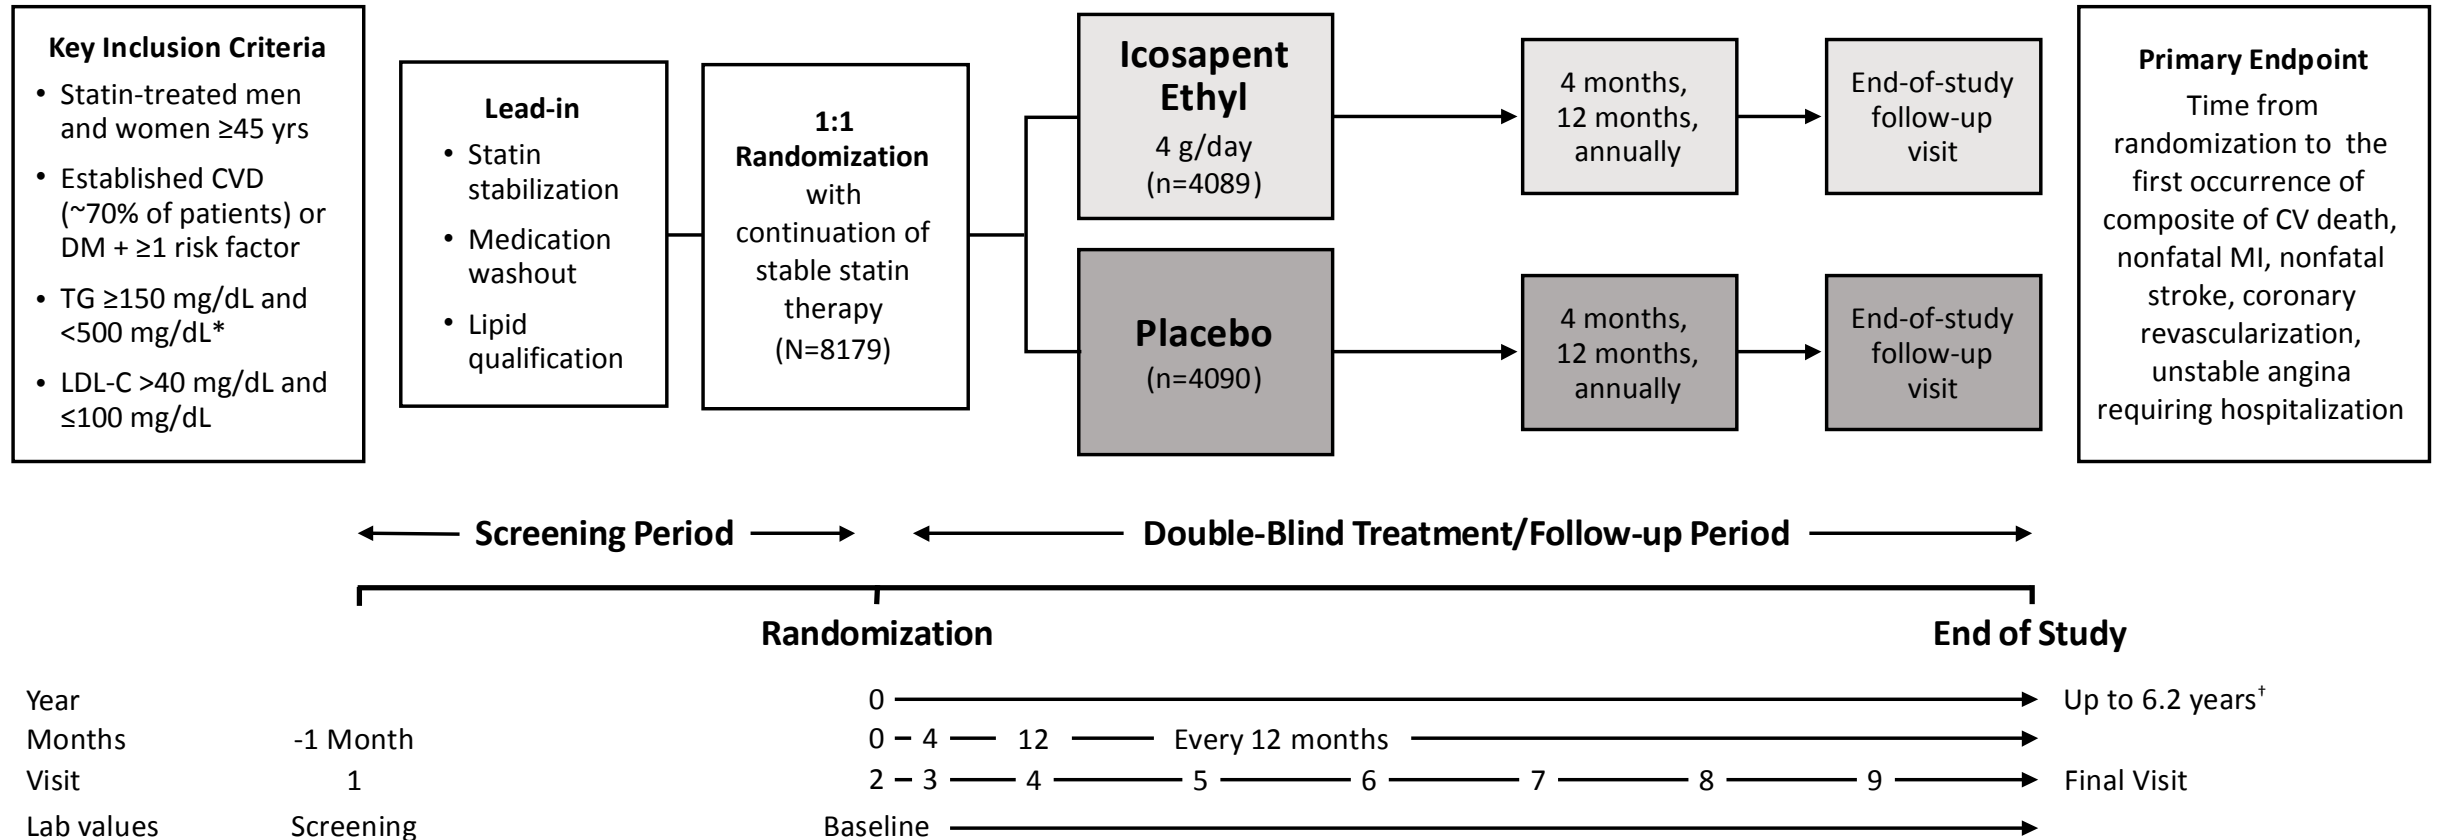 Key Inclusion Criteria
• Statin-treated men
and women ≥45 yrs
• Established CVD
(~70% of patients) or
DM + ≥1 risk factor
• TG ≥150 mg/dL and
<500 mg/dL*
• LDL-C >40 mg/dL and
≤100 mg/dL
Lead-in
• Statin
stabilization
• Medication
washout
• Lipid
qualification
1:1
Randomization
with
continuation of
stable statin
therapy
(N=8179)
Icosapent
Ethyl
4 g/day
(n=4089)
4 months,
12 months,
annually
End-of-study
follow-up
visit
Placebo
(n=4090)
4 months,
12 months,
annually
End-of-study
follow-up
visit
Primary Endpoint
Time from
randomization to the
first occurrence of
composite of CV death,
nonfatal MI, nonfatal
stroke, coronary
revascularization,
unstable angina
requiring hospitalization
Screening Period
Double-Blind Treatment/Follow-up Period
Randomization
End of Study
Year 0 Up to 6.2 years†
Months -1 Month 0 4 12 Every 12 months
Visit 1 2 3 4 5 6 7 8 9 Final Visit
Lab values Screening Baseline